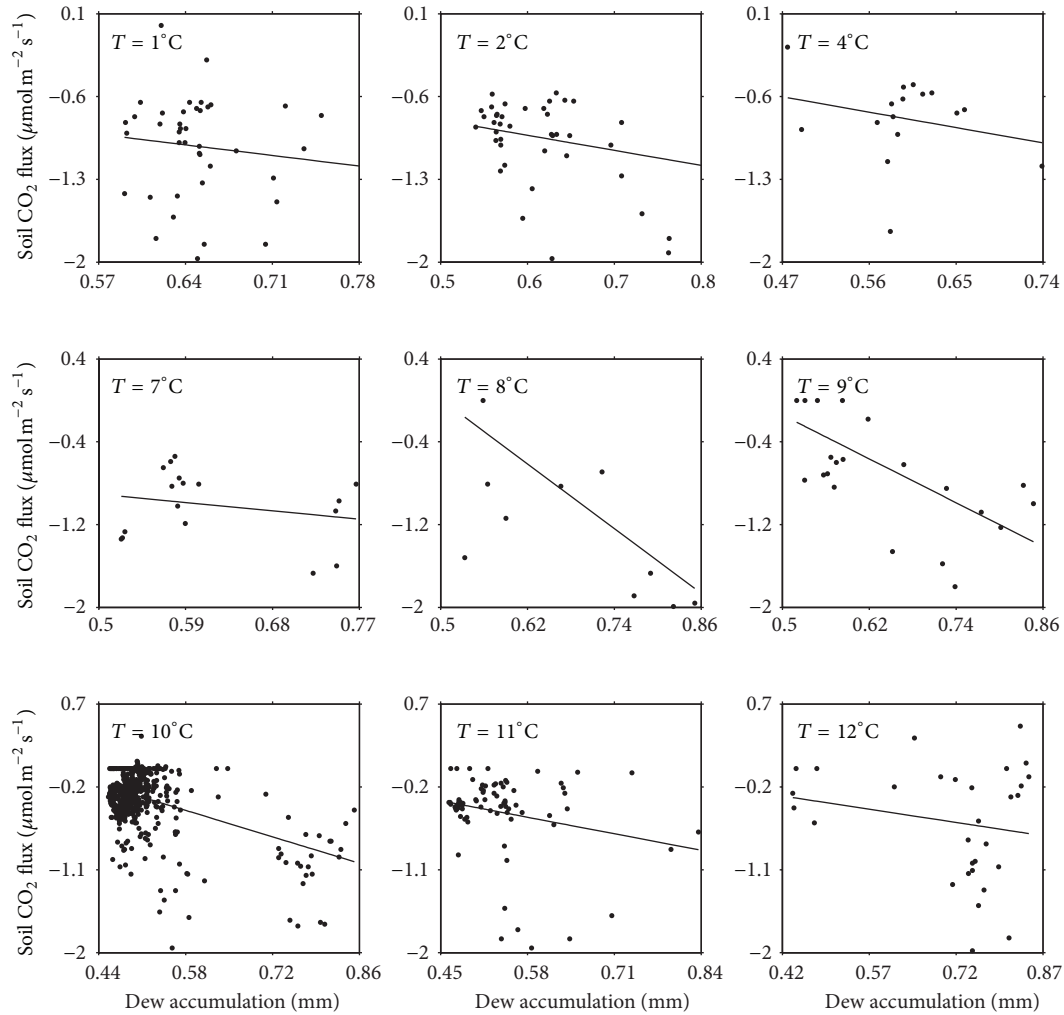 0.1
−0.6
−1.3
−2
Soil CO₂ flux (μmol m⁻² s⁻¹)
T = 1°C
0.57 0.64 0.71 0.78
0.1
−0.6
−1.3
−2
T = 2°C
0.5 0.6 0.7 0.8
0.1
−0.6
−1.3
−2
T = 4°C
0.47 0.56 0.65 0.74
0.4
−0.4
−1.2
−2
Soil CO₂ flux (μmol m⁻² s⁻¹)
T = 7°C
0.5 0.59 0.68 0.77
0.4
−0.4
−1.2
−2
T = 8°C
0.5 0.62 0.74 0.86
0.4
−0.4
−1.2
−2
T = 9°C
0.5 0.62 0.74 0.86
0.7
−0.2
−1.1
−2
Soil CO₂ flux (μmol m⁻² s⁻¹)
T = 10°C
0.44 0.58 0.72 0.86
Dew accumulation (mm)
0.7
−0.2
−1.1
−2
T = 11°C
0.45 0.58 0.71 0.84
Dew accumulation (mm)
0.7
−0.2
−1.1
−2
T = 12°C
0.42 0.57 0.72 0.87
Dew accumulation (mm)